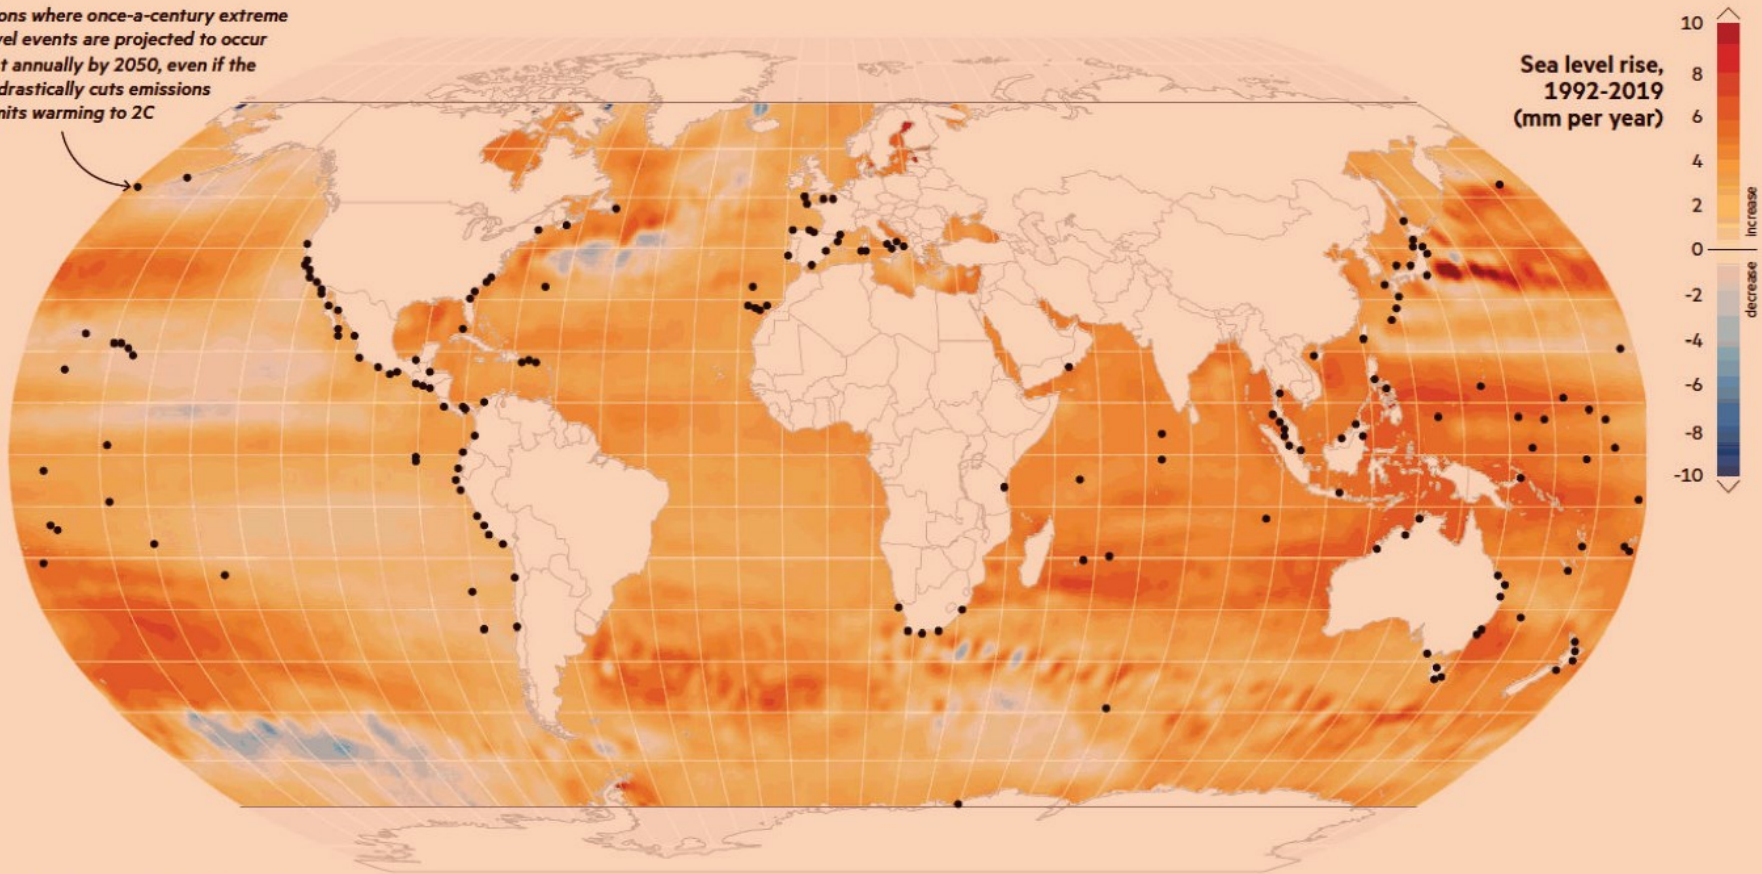 ons where once-a-century extreme
vel events are projected to occur
t annually by 2050, even if the
drastically cuts emissions
mits warming to 2C
Sea level rise,
1992-2019
(mm per year)
10
8
6
4
2
0
-2
-4
-6
-8
-10
increase
decrease